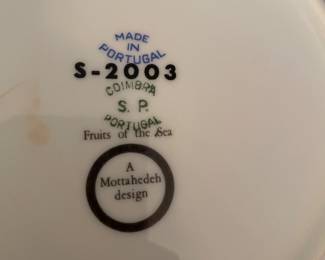 MADE
IN
PORTUGAL
S-2003
COIMBRA
S. P.
PORTUGAL
Fruits of the Sea
A
Mottahedeh
design